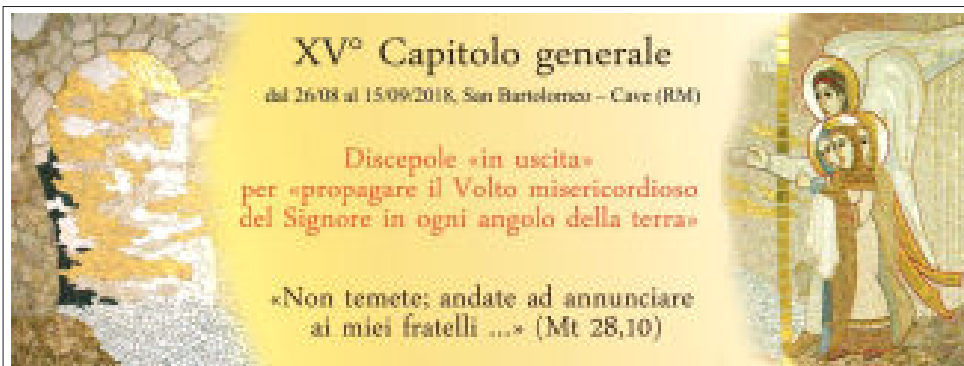 XV° Capitolo generale
dal 26/08 al 15/09/2018, San Bartolomeo – Cave (RM)
Discepole «in uscita»
per «propagare il Volto misericordioso
del Signore in ogni angolo della terra»
«Non temete; andate ad annunciare
ai miei fratelli ...» (Mt 28,10)